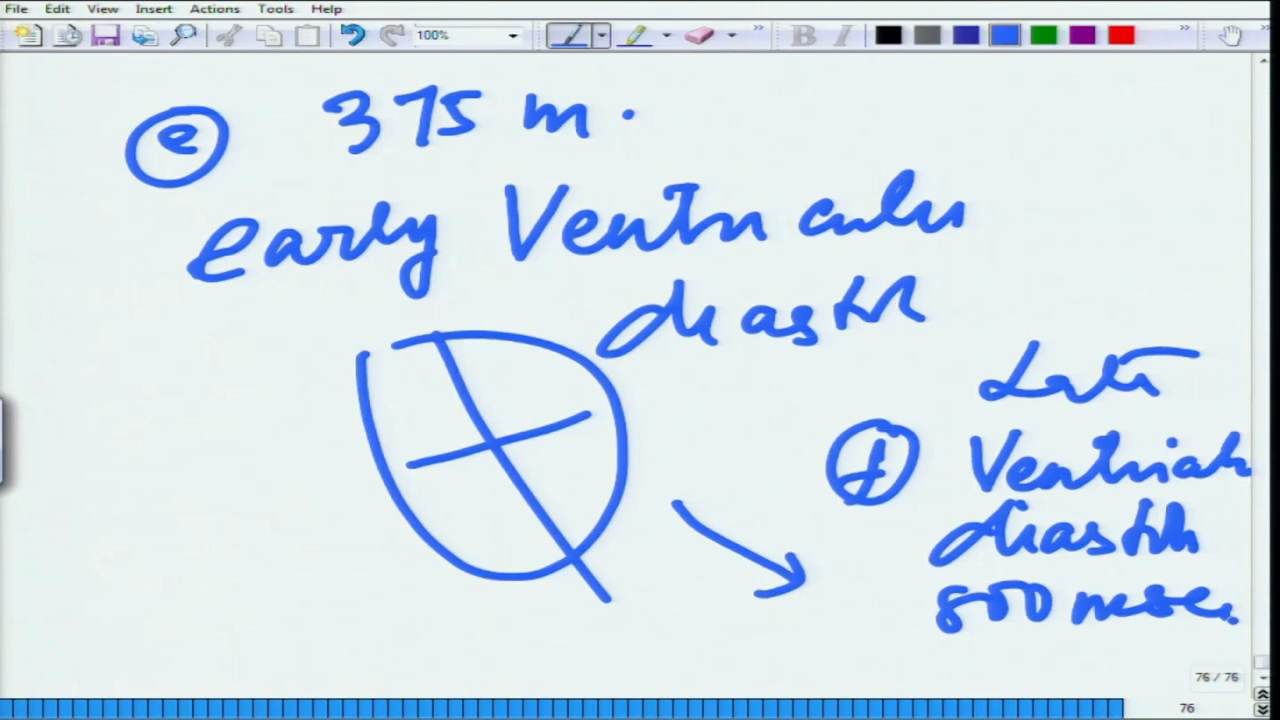 File Edit View Insert Actions Tools Help
100%
B I
e 375 m.
early Ventricular
diastole
Late
f Ventricular
diastole
800 msec.
76 / 76
76